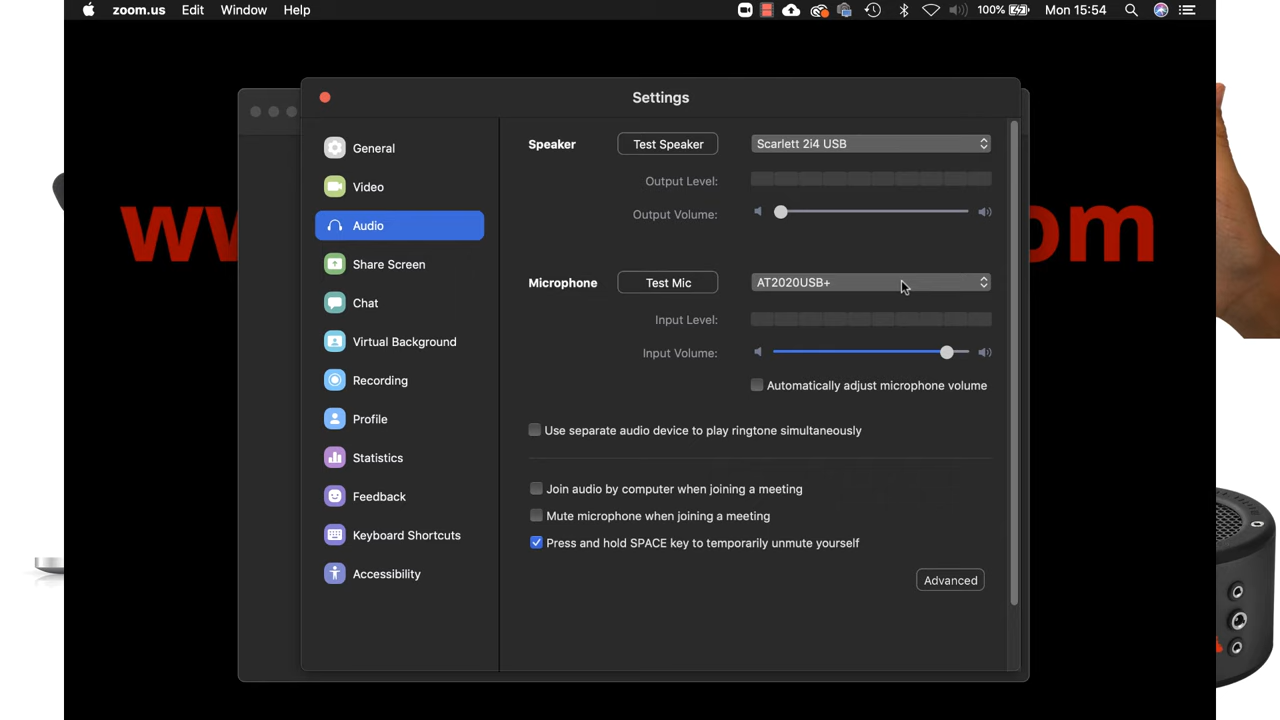 zoom.us Edit Window Help 100% Mon 15:54
Settings
General
Video
Audio
Share Screen
Chat
Virtual Background
Recording
Profile
Statistics
Feedback
Keyboard Shortcuts
Accessibility
Speaker Test Speaker Scarlett 2i4 USB
Output Level:
Output Volume:
Microphone Test Mic AT2020USB+
Input Level:
Input Volume:
Automatically adjust microphone volume
Use separate audio device to play ringtone simultaneously
Join audio by computer when joining a meeting
Mute microphone when joining a meeting
Press and hold SPACE key to temporarily unmute yourself
Advanced